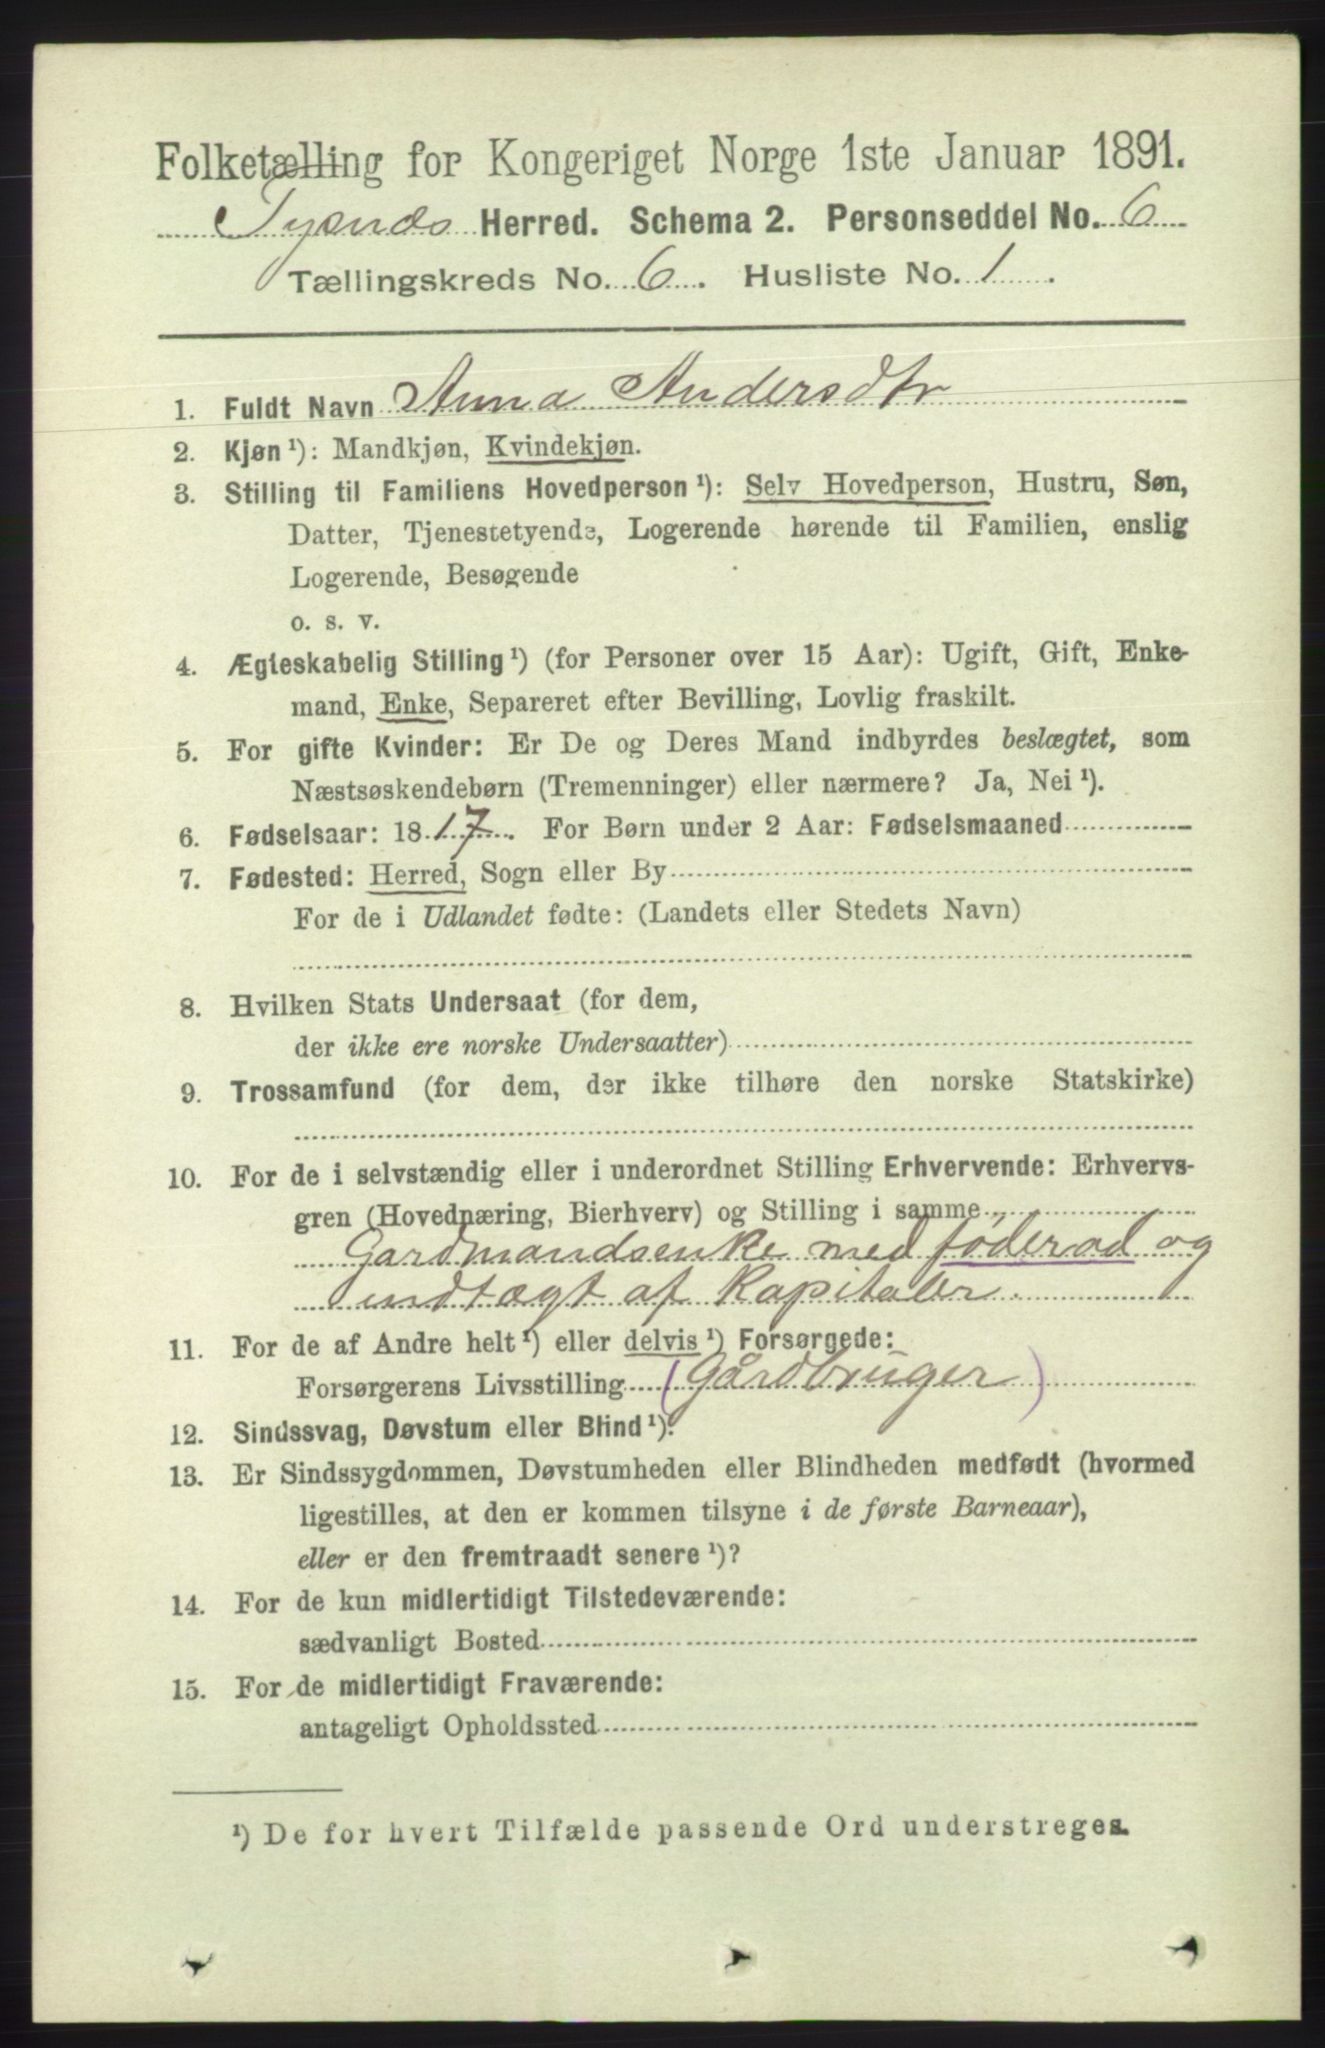 Folketælling for Kongeriget Norge 1ste Januar 1891.
Tysnes Herred. Schema 2. Personseddel No. 6
Tællingskreds No. 6. Husliste No. 1.
1. Fuldt Navn Anna Andersdtr
2. Kjøn ¹): Mandkjøn, Kvindekjøn.
3. Stilling til Familiens Hovedperson ¹): Selv Hovedperson, Hustru, Søn,
Datter, Tjenestetyende, Logerende hørende til Familien, enslig
Logerende, Besøgende
o. s. v.
4. Ægteskabelig Stilling ¹) (for Personer over 15 Aar): Ugift, Gift, Enke-
mand, Enke, Separeret efter Bevilling, Lovlig fraskilt.
5. For gifte Kvinder: Er De og Deres Mand indbyrdes beslægtet, som
Næstsøskendebørn (Tremenninger) eller nærmere? Ja, Nei ¹).
6. Fødselsaar: 1817. For Børn under 2 Aar: Fødselsmaaned
7. Fødested: Herred, Sogn eller By
For de i Udlandet fødte: (Landets eller Stedets Navn)
8. Hvilken Stats Undersaat (for dem,
der ikke ere norske Undersaatter)
9. Trossamfund (for dem, der ikke tilhøre den norske Statskirke)
10. For de i selvstændig eller i underordnet Stilling Erhvervende: Erhvervs-
gren (Hovednæring, Bierhverv) og Stilling i samme
Gardmandsenke med føderad og
indtægt af Kapitaler.
11. For de af Andre helt ¹) eller delvis ¹) Forsørgede:
Forsørgerens Livsstilling (Gårdbruger)
12. Sindssvag, Døvstum eller Blind ¹).
13. Er Sindssygdommen, Døvstumheden eller Blindheden medfødt (hvormed
ligestilles, at den er kommen tilsyne i de første Barneaar),
eller er den fremtraadt senere ¹)?
14. For de kun midlertidigt Tilstedeværende:
sædvanligt Bosted
15. For de midlertidigt Fraværende:
antageligt Opholdssted
¹) De for hvert Tilfælde passende Ord understreges.